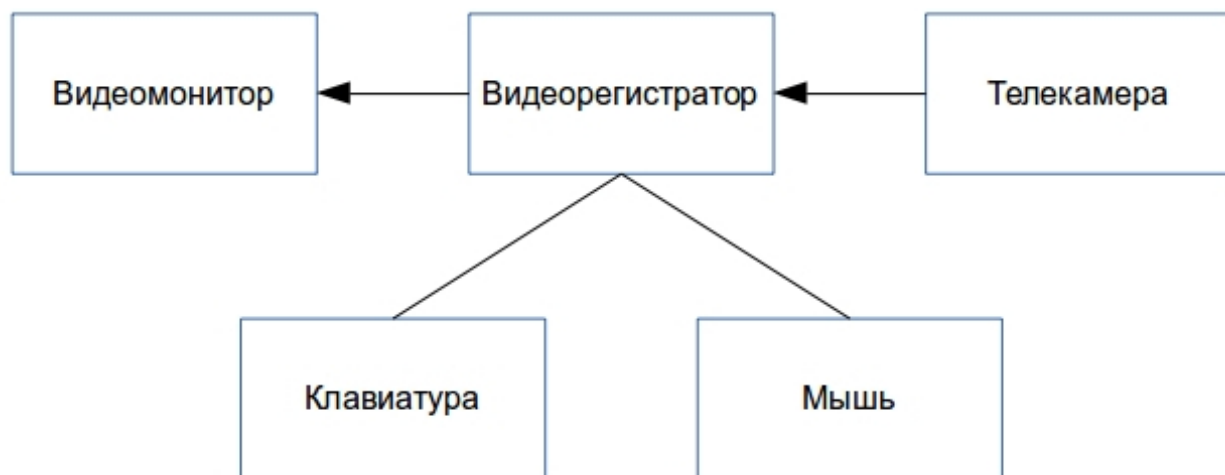 Видеомонитор
Видеорегистратор
Телекамера
Клавиатура
Мышь